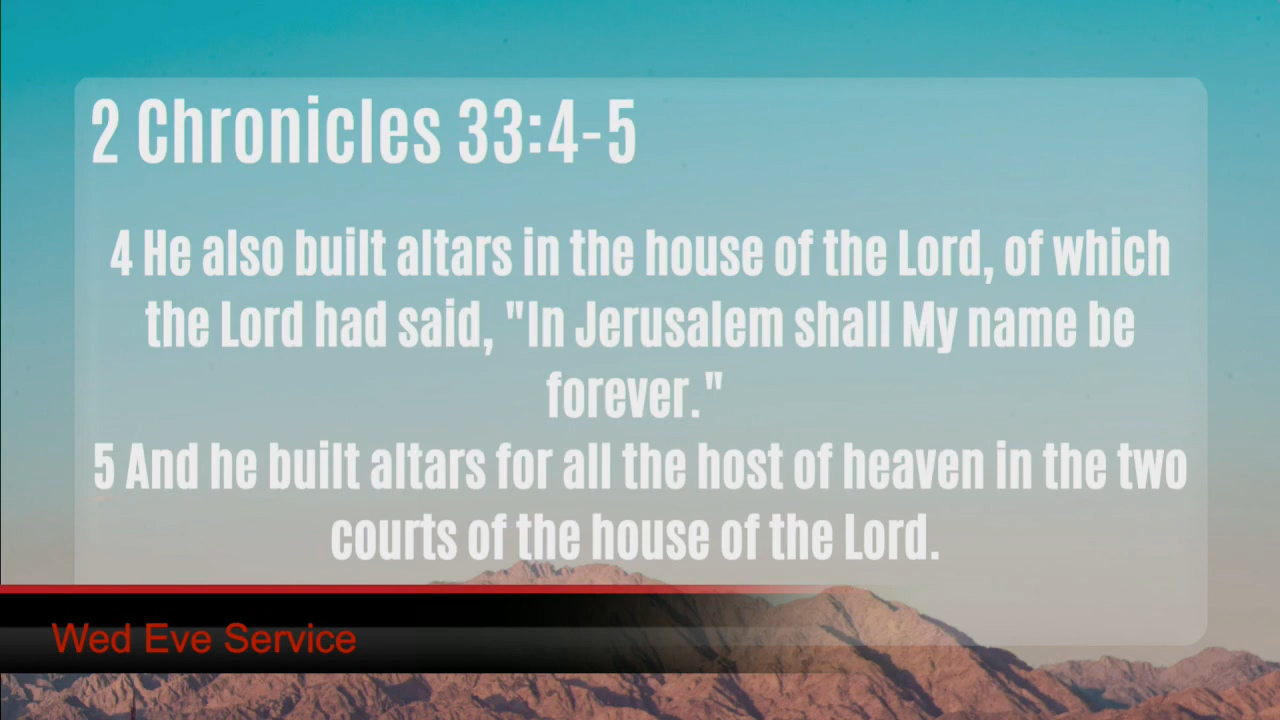 2 Chronicles 33:4-5
4 He also built altars in the house of the Lord, of which
the Lord had said, "In Jerusalem shall My name be
forever."
5 And he built altars for all the host of heaven in the two
courts of the house of the Lord.
Wed Eve Service